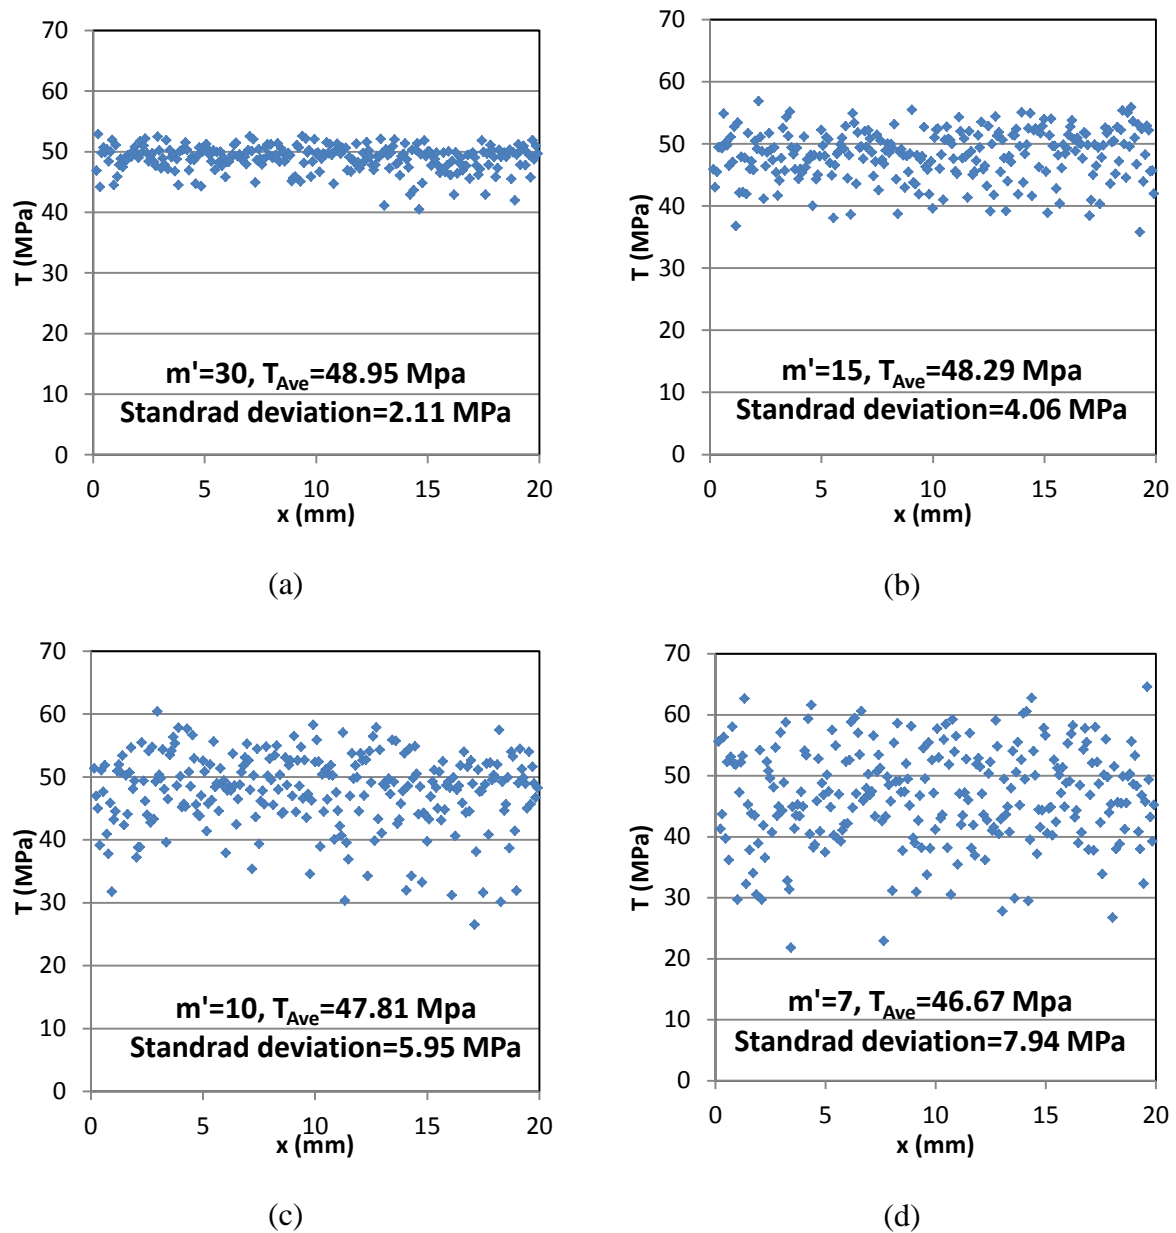 70
60
50
40
30
20
10
0
T (MPa)
m'=30, TAve=48.95 Mpa
Standrad deviation=2.11 MPa
0 5 10 15 20
x (mm)
(a)
70
60
50
40
30
20
10
0
T (MPa)
m'=15, TAve=48.29 Mpa
Standrad deviation=4.06 MPa
0 5 10 15 20
x (mm)
(b)
70
60
50
40
30
20
10
0
T (MPa)
m'=10, TAve=47.81 Mpa
Standrad deviation=5.95 MPa
0 5 10 15 20
x (mm)
(c)
70
60
50
40
30
20
10
0
T (MPa)
m'=7, TAve=46.67 Mpa
Standrad deviation=7.94 MPa
0 5 10 15 20
x (mm)
(d)